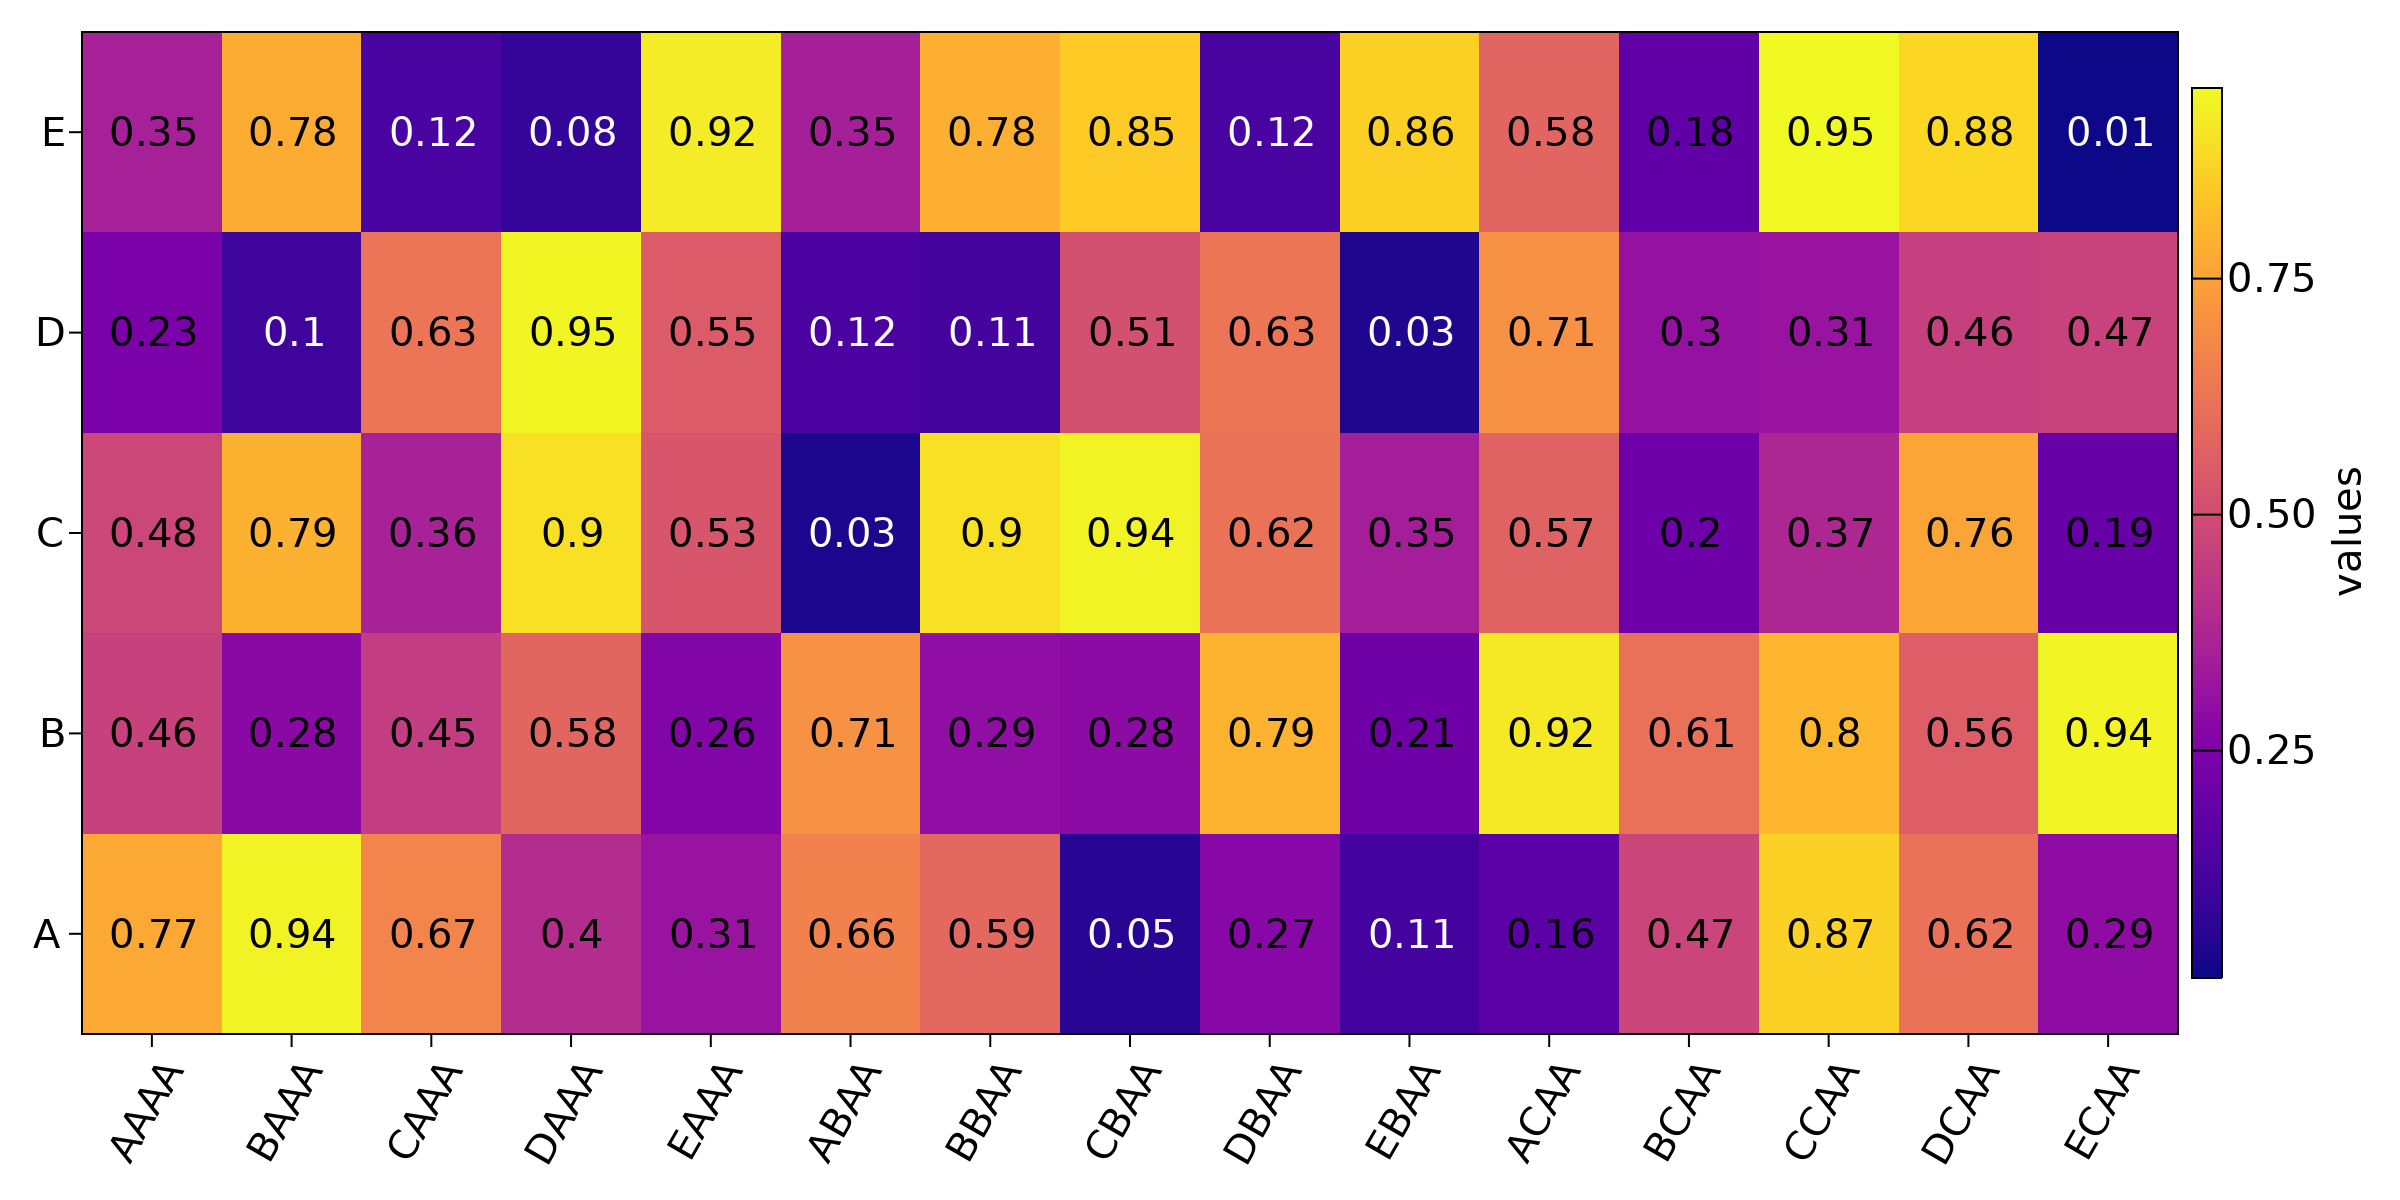 E 0.35 0.78 0.12 0.08 0.92 0.35 0.78 0.85 0.12 0.86 0.58 0.18 0.95 0.88 0.01
D 0.23 0.1 0.63 0.95 0.55 0.12 0.11 0.51 0.63 0.03 0.71 0.3 0.31 0.46 0.47
C 0.48 0.79 0.36 0.9 0.53 0.03 0.9 0.94 0.62 0.35 0.57 0.2 0.37 0.76 0.19
B 0.46 0.28 0.45 0.58 0.26 0.71 0.29 0.28 0.79 0.21 0.92 0.61 0.8 0.56 0.94
A 0.77 0.94 0.67 0.4 0.31 0.66 0.59 0.05 0.27 0.11 0.16 0.47 0.87 0.62 0.29
AAAA BAAA CAAA DAAA EAAA ABAA BBAA CBAA DBAA EBAA ACAA BCAA CCAA DCAA ECAA
0.75
0.50
0.25
values